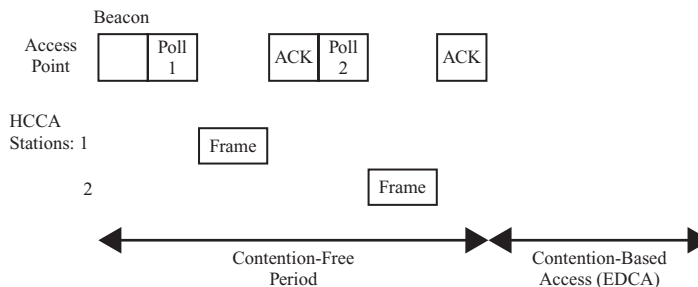 Beacon
Access
Point
Poll
1
ACK
Poll
2
ACK
HCCA
Stations: 1
Frame
2
Frame
Contention-Free
Period
Contention-Based
Access (EDCA)